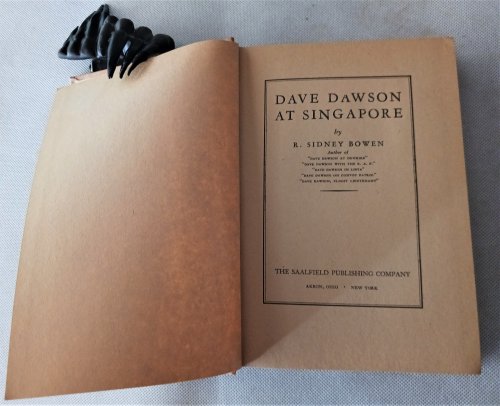 DAVE DAWSON
AT SINGAPORE
by
R. SIDNEY BOWEN
Author of
"DAVE DAWSON AT DUNKIRK"
"DAVE DAWSON WITH THE R. A. F."
"DAVE DAWSON IN LIBYA"
"DAVE DAWSON ON CONVOY PATROL"
"DAVE DAWSON, FLIGHT LIEUTENANT"
THE SAALFIELD PUBLISHING COMPANY
AKRON, OHIO • NEW YORK